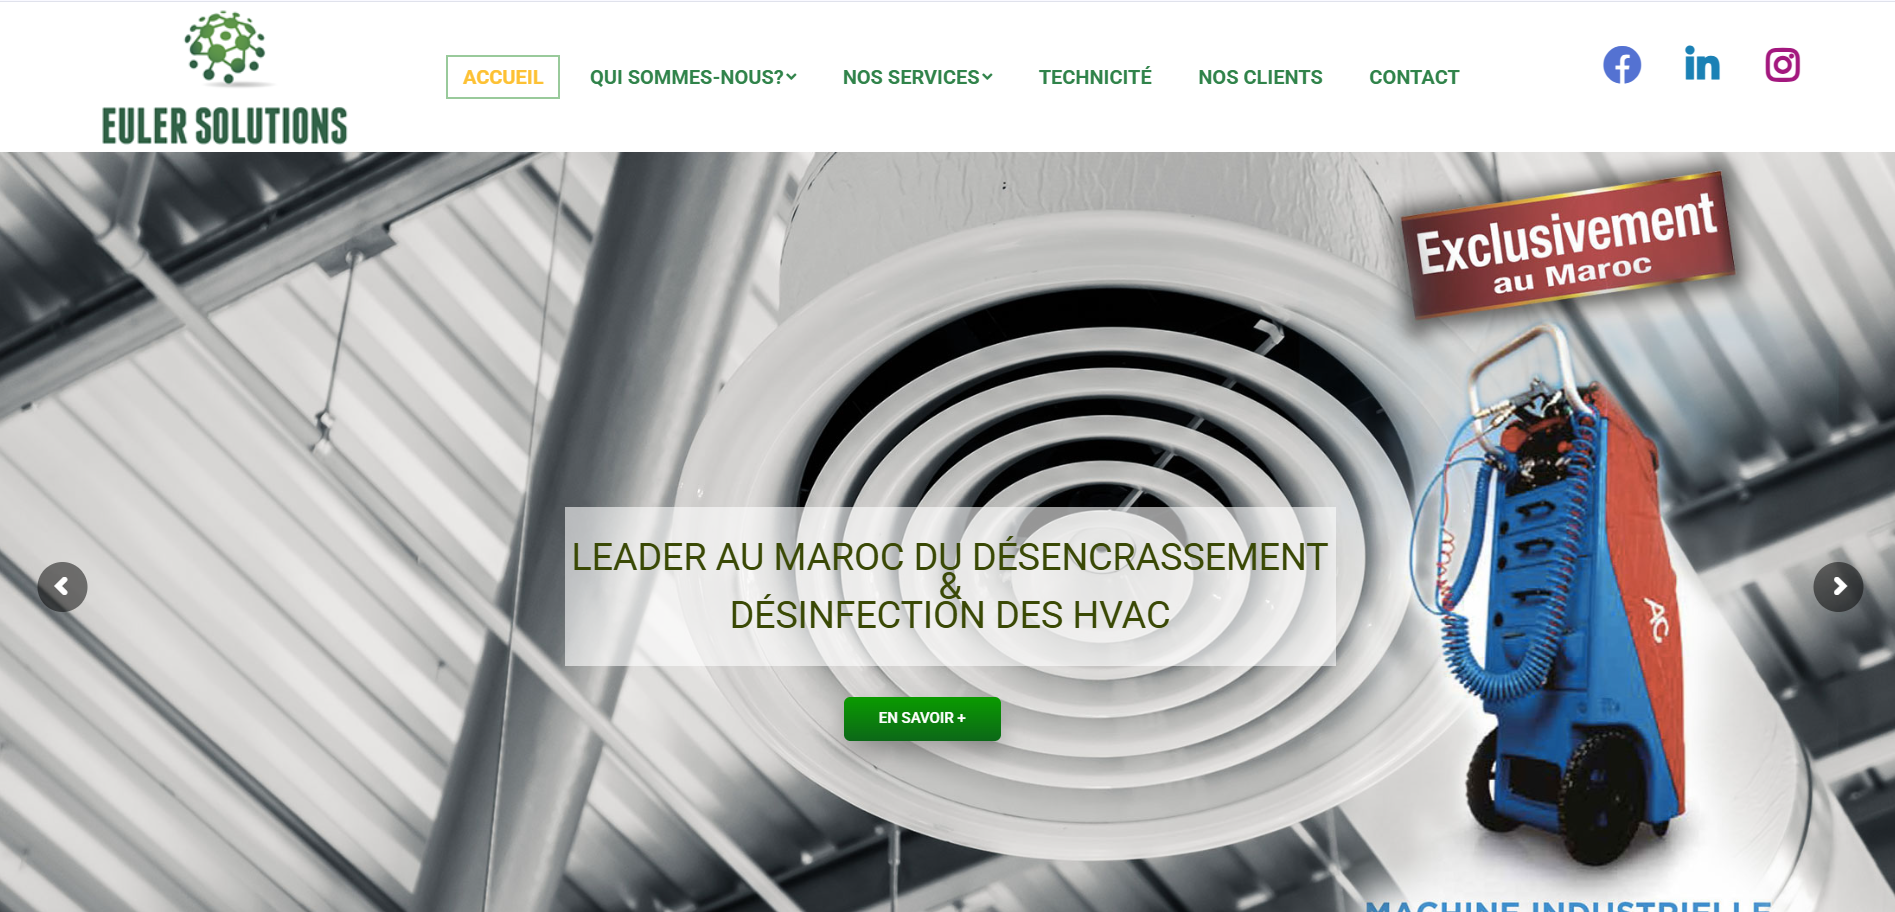 EULER SOLUTIONS
ACCUEIL
QUI SOMMES-NOUS?
NOS SERVICES
TECHNICITÉ
NOS CLIENTS
CONTACT
Exclusivement
au Maroc
LEADER AU MAROC DU DÉSENCRASSEMENT
&
DÉSINFECTION DES HVAC
AC
EN SAVOIR +
MACHINE INDUSTRIELLE